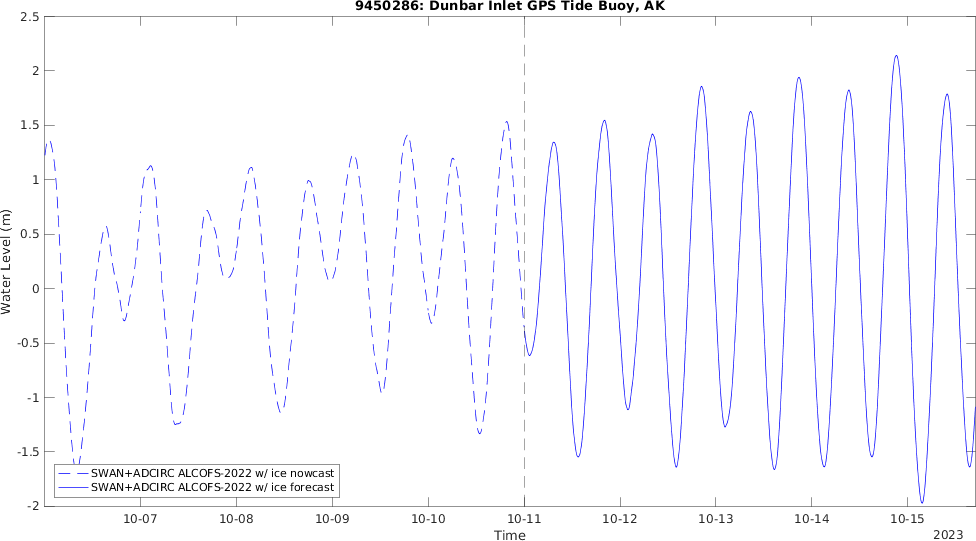 9450286: Dunbar Inlet GPS Tide Buoy, AK
2.5
2
1.5
1
0.5
0
-0.5
-1
-1.5
-2
Water Level (m)
SWAN+ADCIRC ALCOFS-2022 w/ ice nowcast
SWAN+ADCIRC ALCOFS-2022 w/ ice forecast
10-07 10-08 10-09 10-10 10-11 10-12 10-13 10-14 10-15
Time
2023